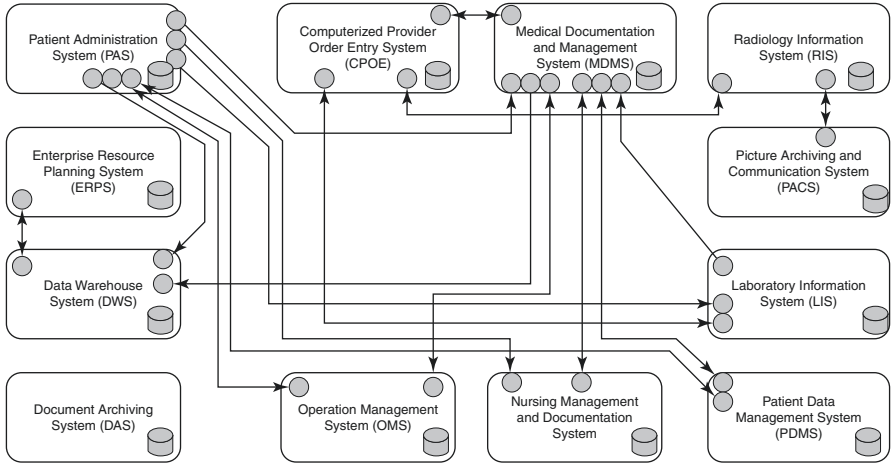 Patient Administration
System (PAS)
Computerized Provider
Order Entry System
(CPOE)
Medical Documentation
and Management
System (MDMS)
Radiology Information
System (RIS)
Enterprise Resource
Planning System
(ERPS)
Picture Archiving and
Communication System
(PACS)
Data Warehouse
System (DWS)
Laboratory Information
System (LIS)
Document Archiving
System (DAS)
Operation Management
System (OMS)
Nursing Management
and Documentation
System
Patient Data
Management System
(PDMS)